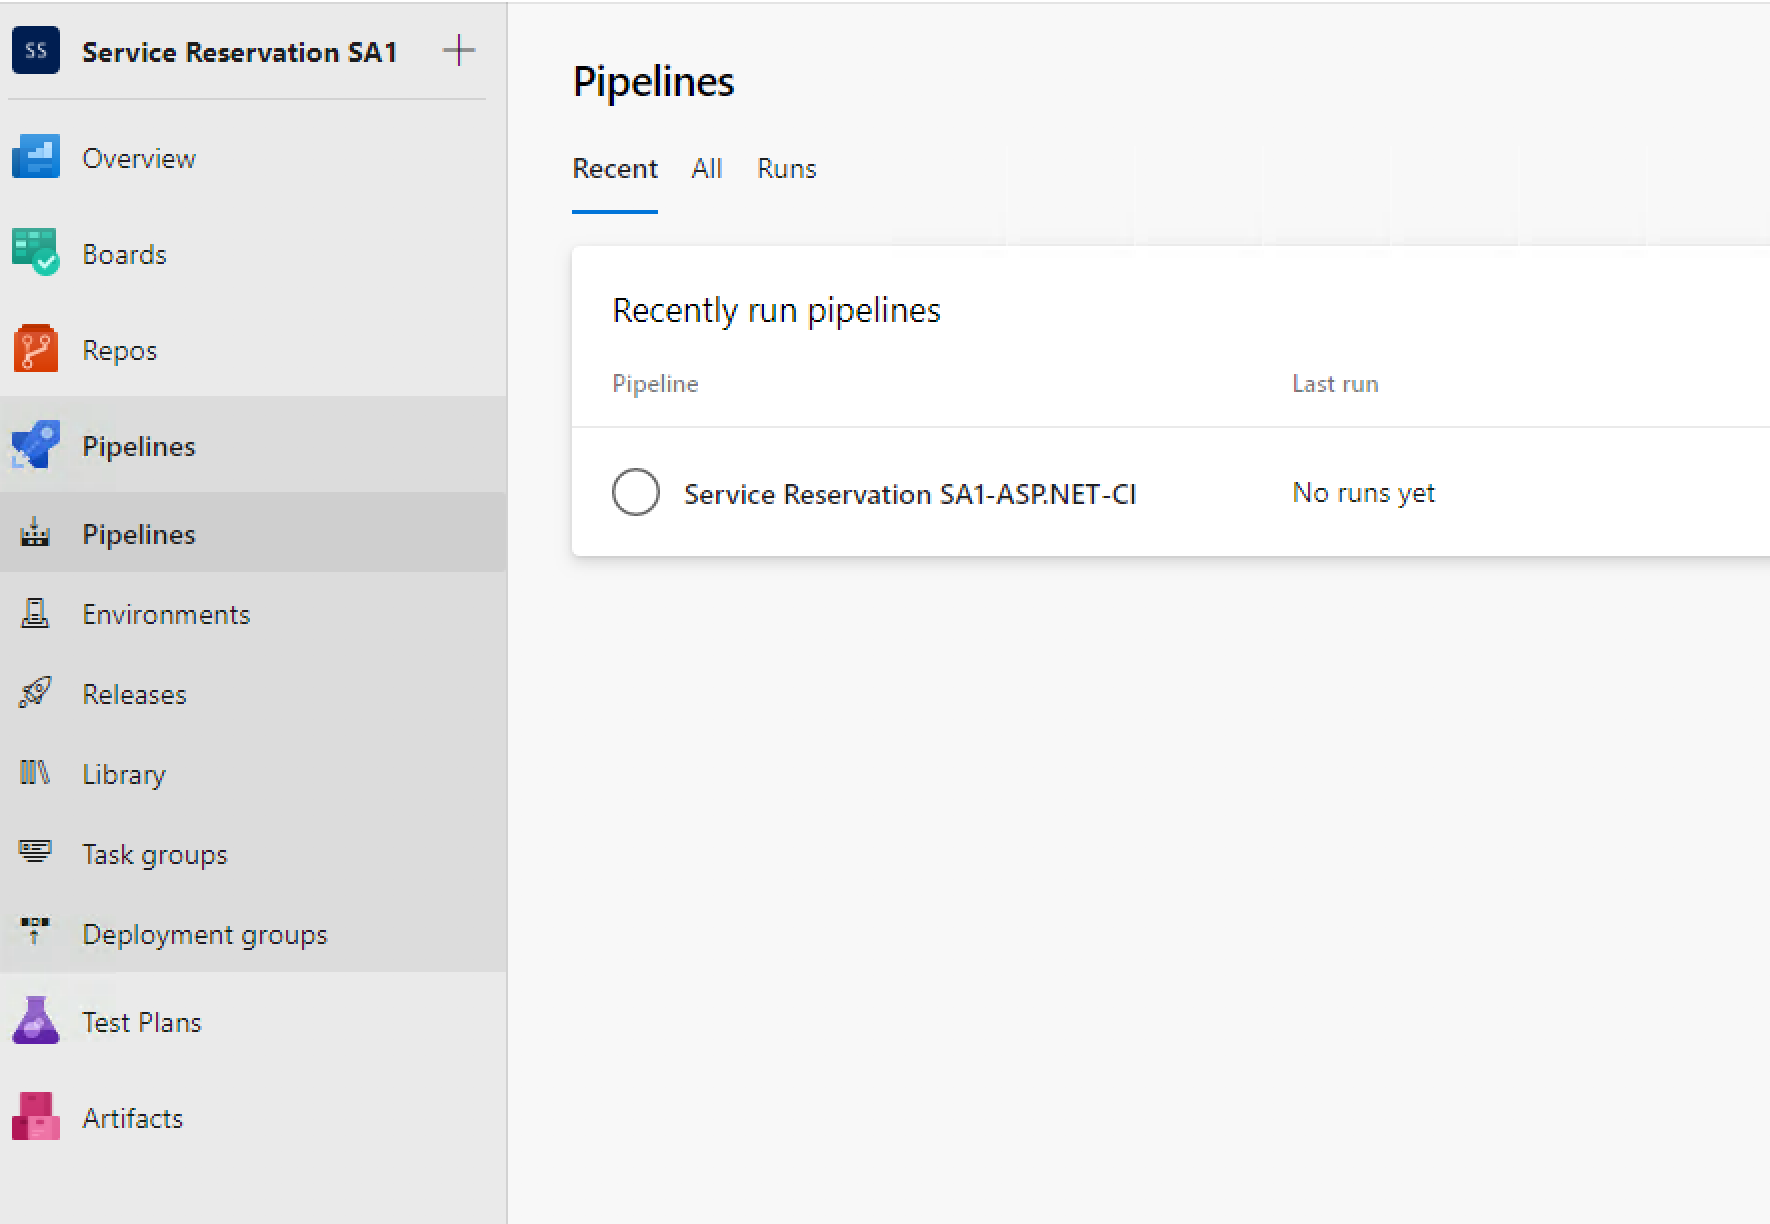 SS
Service Reservation SA1
Overview
Boards
Repos
Pipelines
Pipelines
Environments
Releases
Library
Task groups
Deployment groups
Test Plans
Artifacts
Pipelines
Recent All Runs
Recently run pipelines
Pipeline Last run
Service Reservation SA1-ASP.NET-CI No runs yet